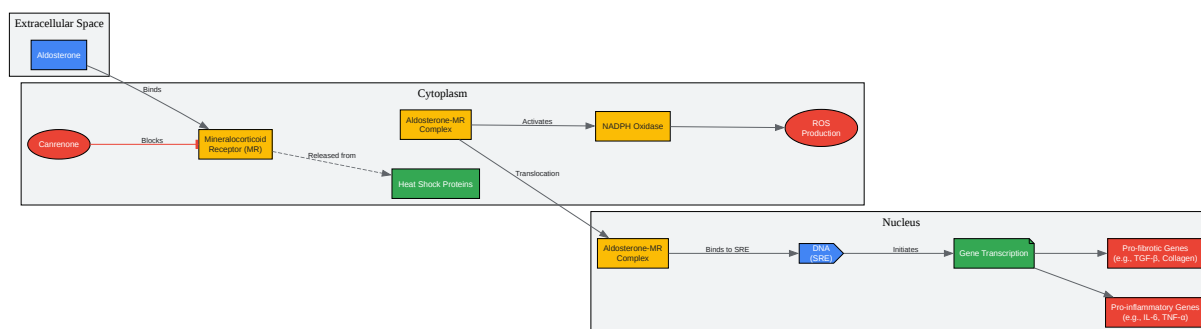 Extracellular Space
Aldosterone
Binds
Cytoplasm
Canrenone
Blocks
Mineralocorticoid
Receptor (MR)
Released from
Heat Shock Proteins
Aldosterone-MR
Complex
Activates
NADPH Oxidase
ROS
Production
Translocation
Nucleus
Aldosterone-MR
Complex
Binds to SRE
DNA
(SRE)
Initiates
Gene Transcription
Pro-fibrotic Genes
(e.g., TGF-β, Collagen)
Pro-inflammatory Genes
(e.g., IL-6, TNF-α)